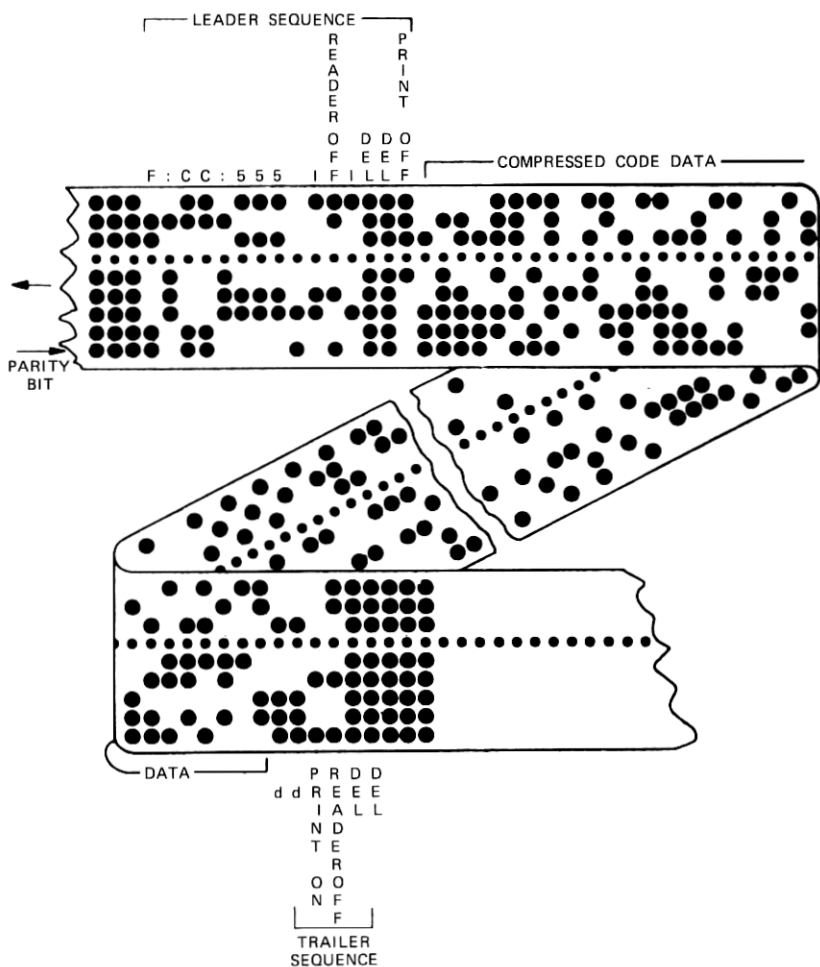 LEADER SEQUENCE
F : CC : 5 5 5 I
READER OFF
I
DEL
DEL
PRINT OFF
COMPRESSED CODE DATA
PARITY
BIT
DATA
d d
PRINT ON
READER OFF
DEL
DEL
TRAILER
SEQUENCE